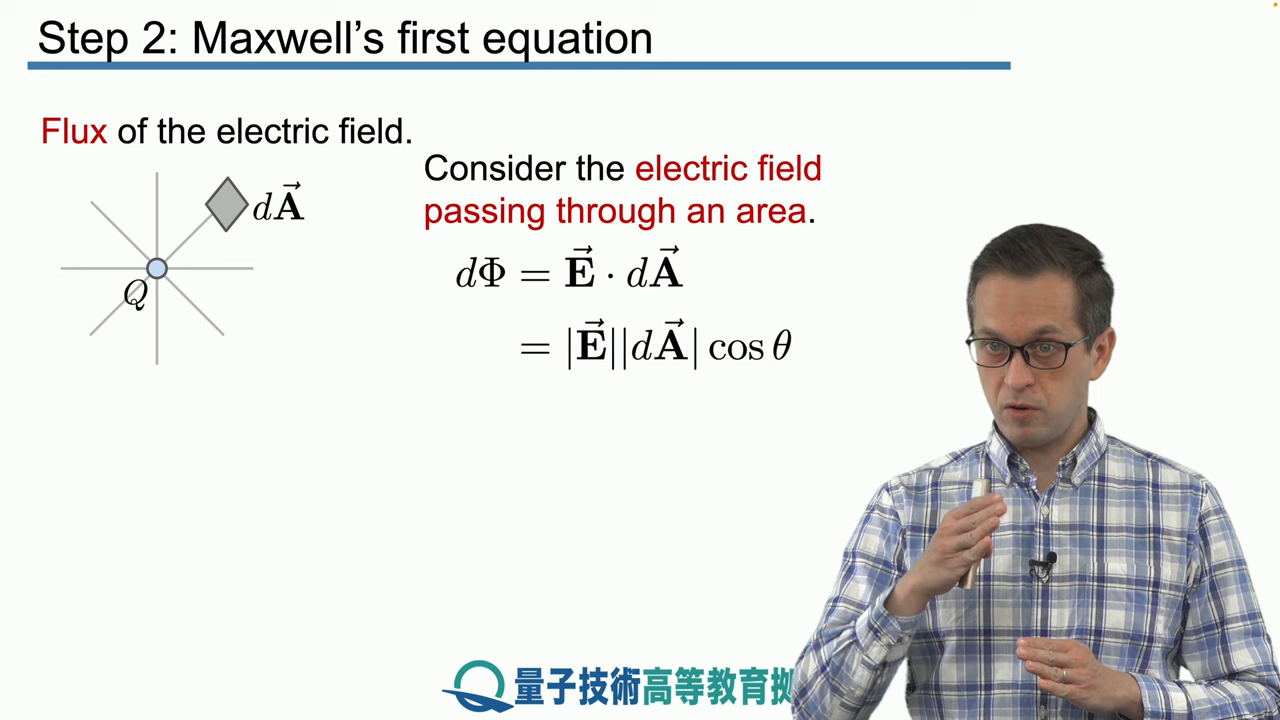 Step 2: Maxwell's first equation
Flux of the electric field.
Consider the electric field
passing through an area.
dA⃗
Q
dΦ = E⃗ · dA⃗
= |E⃗||dA⃗| cos θ
量子技術高等教育拠